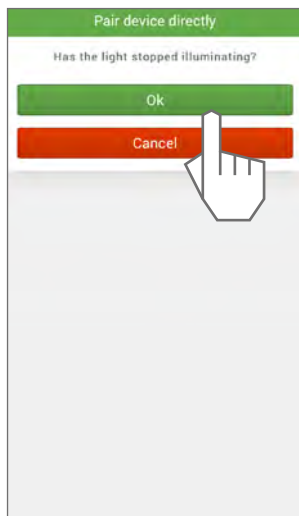 Pair device directly
Has the light stopped illuminating?
Ok
Cancel